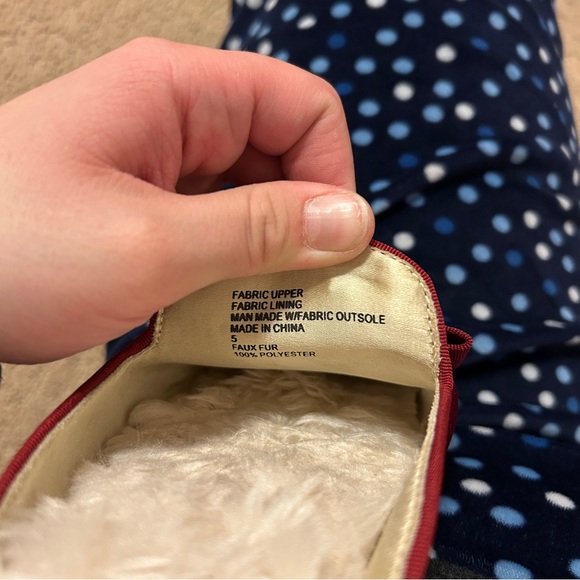 FABRIC UPPER
FABRIC LINING
MAN MADE W/FABRIC OUTSOLE
MADE IN CHINA
5
FAUX FUR
100% POLYESTER